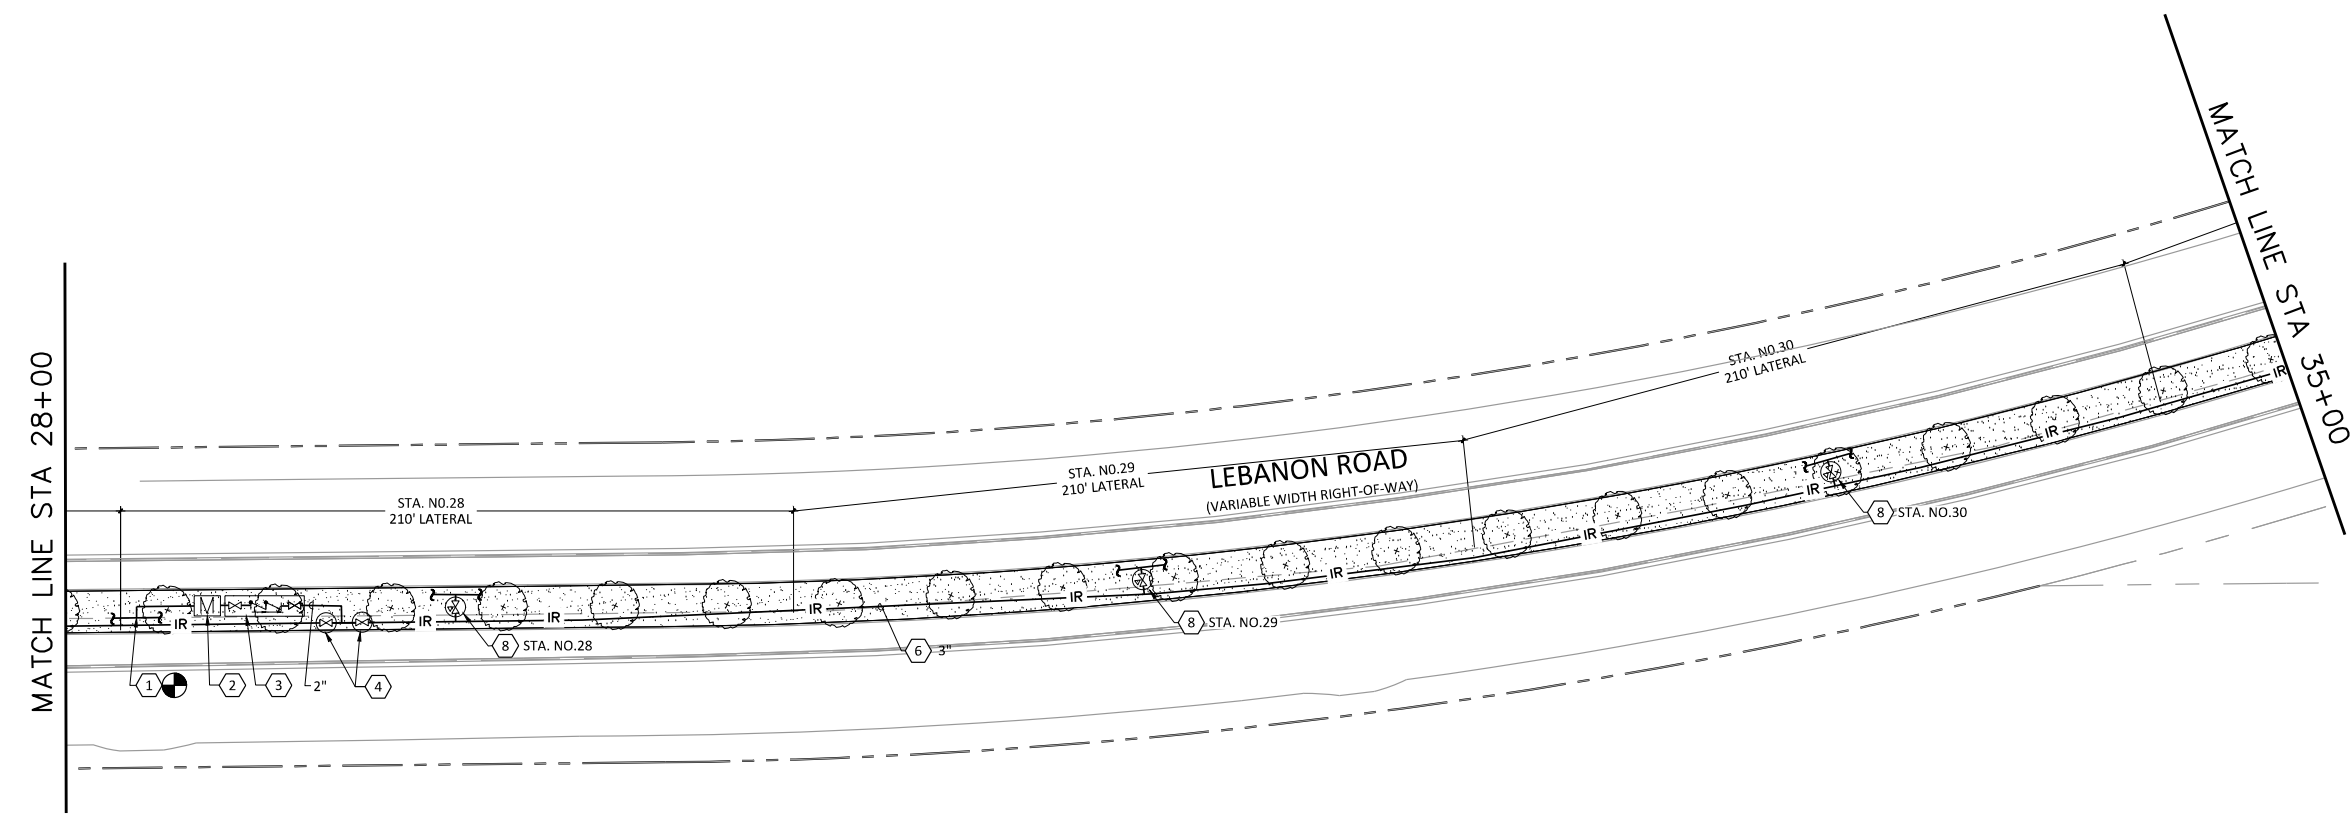 MATCH LINE STA 28+00
STA. N0.28
210' LATERAL
STA. N0.29
210' LATERAL
LEBANON ROAD
(VARIABLE WIDTH RIGHT-OF-WAY)
STA. N0.30
210' LATERAL
MATCH LINE STA 35+00
M
IR
IR
IR
IR
IR
IR
IR
IR
IR
IR
1
2
3
2"
4
8 STA. NO.28
6 3"
8 STA. NO.29
8 STA. NO.30